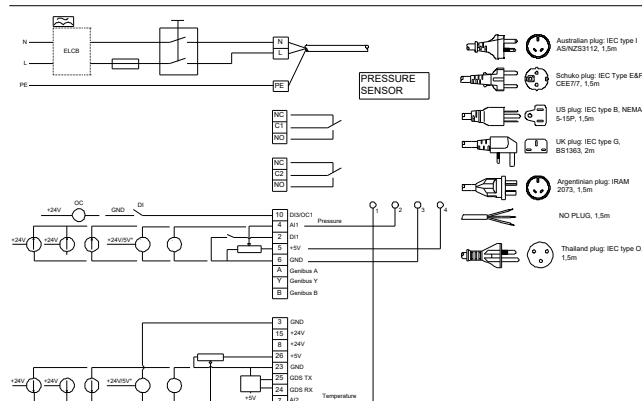 N
ELCB
N
L
L
PE
PE
PRESSURE
SENSOR
NC
C1
NO
NC
C2
NO
+24V
OC
GND
DI
10 DI3/OC1
4 AI1
Pressure
1
2
3
4
2 DI1
+24V
+24V
+24V/5V*
5 +5V
6 GND
A Genibus A
Y Genibus Y
B Genibus B
3 GND
15 +24V
8 +24V
26 +5V
23 GND
25 GDS TX
+24V
+24V
+24V/5V*
24 GDS RX
+5V
7 AI2
Temperature
Australian plug: IEC type I
AS/NZS3112, 1,5m
Schuko plug: IEC Type E&F
CEE7/7, 1,5m
US plug: IEC type B, NEMA
5-15P, 1,5m
UK plug: IEC type G,
BS1363, 2m
Argentinian plug: IRAM
2073, 1,5m
NO PLUG, 1,5m
Thailand plug: IEC type O
1,5m